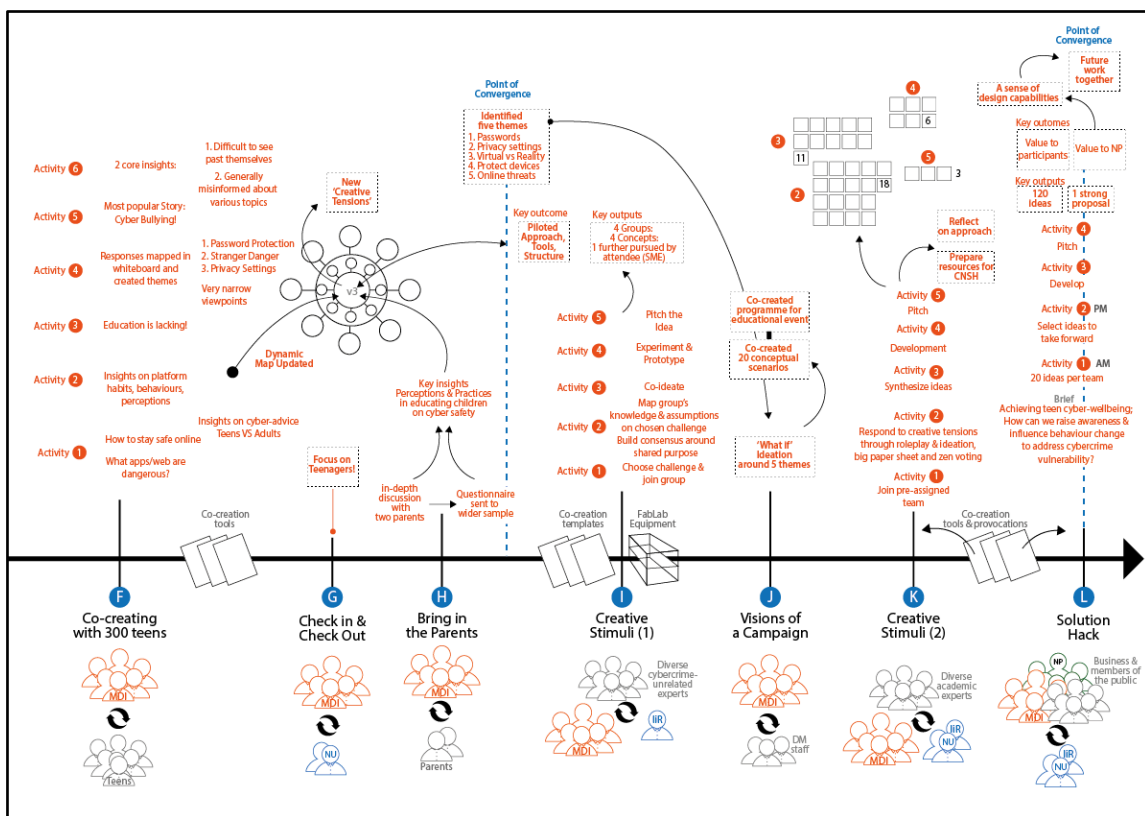 Activity 6
2 core insights:
1. Difficult to see
past themselves
2. Generally
misinformed about
various topics
Activity 5
Most popular Story:
Cyber Bullying!
Activity 4
Responses mapped in
whiteboard and
created themes
1. Password Protection
2. Stranger Danger
3. Privacy Settings
Very narrow
viewpoints
Activity 3
Education is lacking!
Activity 2
Insights on platform
habits, behaviours,
perceptions
Activity 1
How to stay safe online
What apps/web are
dangerous?
Insights on cyber-advice
Teens VS Adults
New
'Creative
Tensions'
v3
Dynamic
Map Updated
Focus on
Teenagers!
Key insights
Perceptions & Practices
in educating children
on cyber safety
in-depth
discussion
with
two parents
Questionnaire
sent to
wider sample
Point of
Convergence
Identified
five themes
1. Passwords
2. Privacy settings
3. Virtual vs Reality
4. Protect devices
5. Online threats
Key outcome
Piloted
Approach,
Tools,
Structure
Key outputs
4 Groups:
4 Concepts:
1 further pursued by
attendee (SME)
Activity 5
Pitch the
Idea
Activity 4
Experiment &
Prototype
Activity 3
Co-ideate
Activity 2
Map group's
knowledge & assumptions
on chosen challenge
Build consensus around
shared purpose
Activity 1
Choose challenge &
join group
Co-created
programme for
educational event
Co-created
20 conceptual
scenarios
'What if'
Ideation
around 5 themes
4
6
3
11
5
3
2
18
Reflect
on approach
Prepare
resources for
CNSH
Activity 5
Pitch
Activity 4
Development
Activity 3
Synthesize ideas
Activity 2
Respond to creative tensions
through roleplay & ideation,
big paper sheet and zen voting
Activity 1
Join pre-assigned
team
Point of
Convergence
Future
work
together
A sense of
design capabilities
Key outomes
Value to
participants
Value to NP
Key outputs
120
ideas
1 strong
proposal
Activity 4
Pitch
Activity 3
Develop
Activity 2 PM
Select ideas to
take forward
Activity 1 AM
20 ideas per team
Brief
Achieving teen cyber-wellbeing;
How can we raise awareness &
influence behaviour change
to address cybercrime
vulnerability?
Co-creation
tools
Co-creation
templates
FabLab
Equipment
Co-creation
tools & provocations
F
Co-creating
with 300 teens
MDI
Teens
G
Check in &
Check Out
MDI
NU
H
Bring in
the Parents
MDI
Parents
I
Creative
Stimuli (1)
Diverse
cybercrime-
unrelated
experts
MDI
IiR
J
Visions of
a Campaign
MDI
DM
staff
K
Creative
Stimuli (2)
Diverse
academic
experts
MDI
IiR
NU
L
Solution
Hack
NP
Business &
members of
the public
MDI
IiR
NU